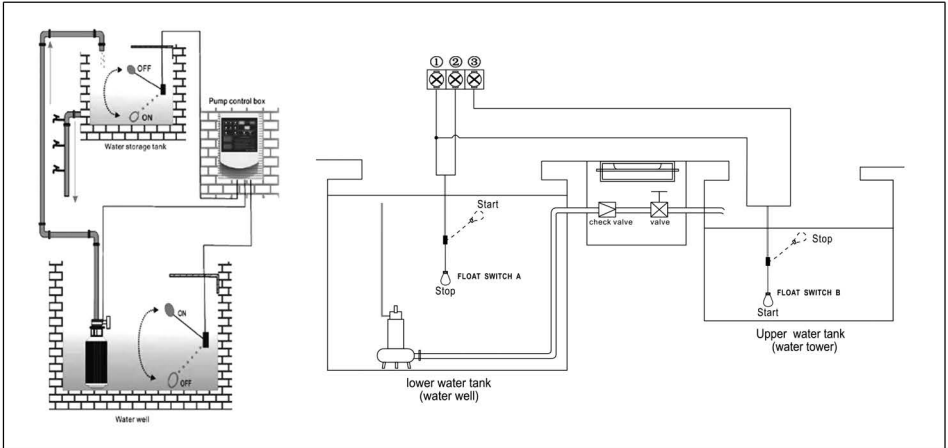 OFF
ON
Water storage tank
Pump control box
ON
OFF
Water well
① ② ③
Start
Stop
FLOAT SWITCH A
lower water tank
(water well)
check valve
valve
Stop
FLOAT SWITCH B
Start
Upper water tank
(water tower)